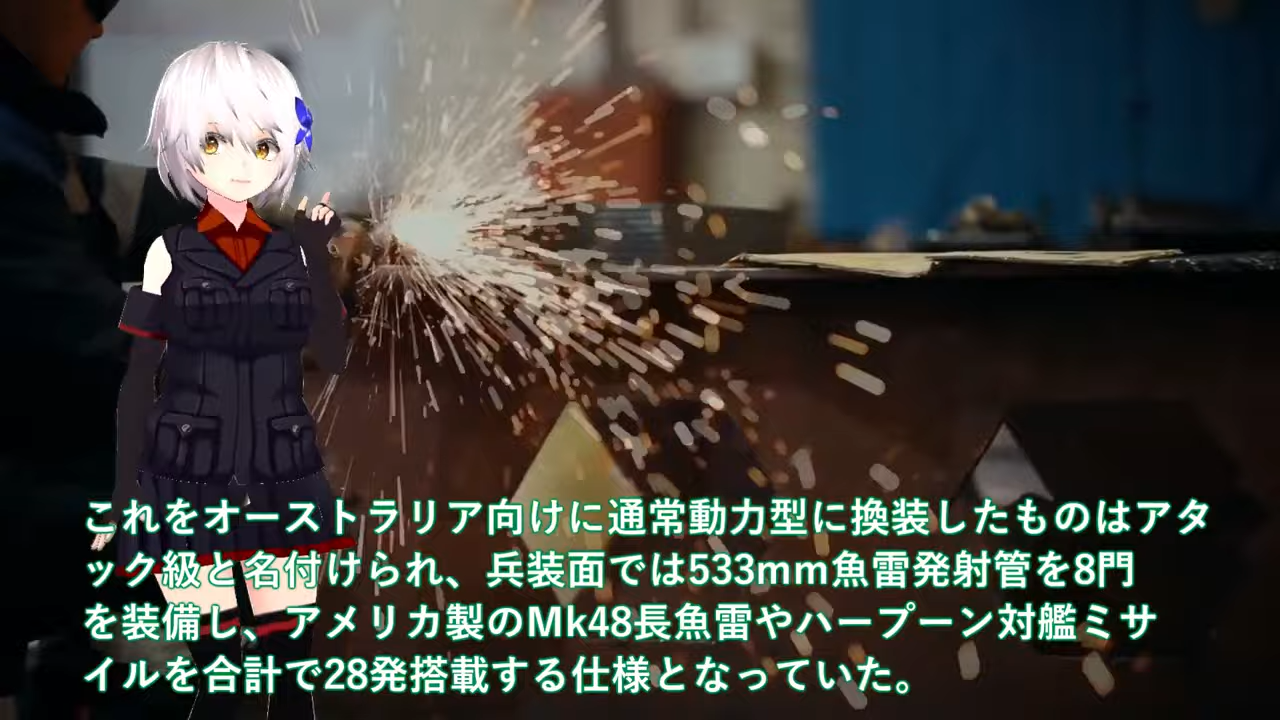 これをオーストラリア向けに通常動力型に換装したものはアタ
ック級と名付けられ、兵装面では533mm魚雷発射管を8門
を装備し、アメリカ製のMk48長魚雷やハープーン対艦ミサ
イルを合計で28発搭載する仕様となっていた。